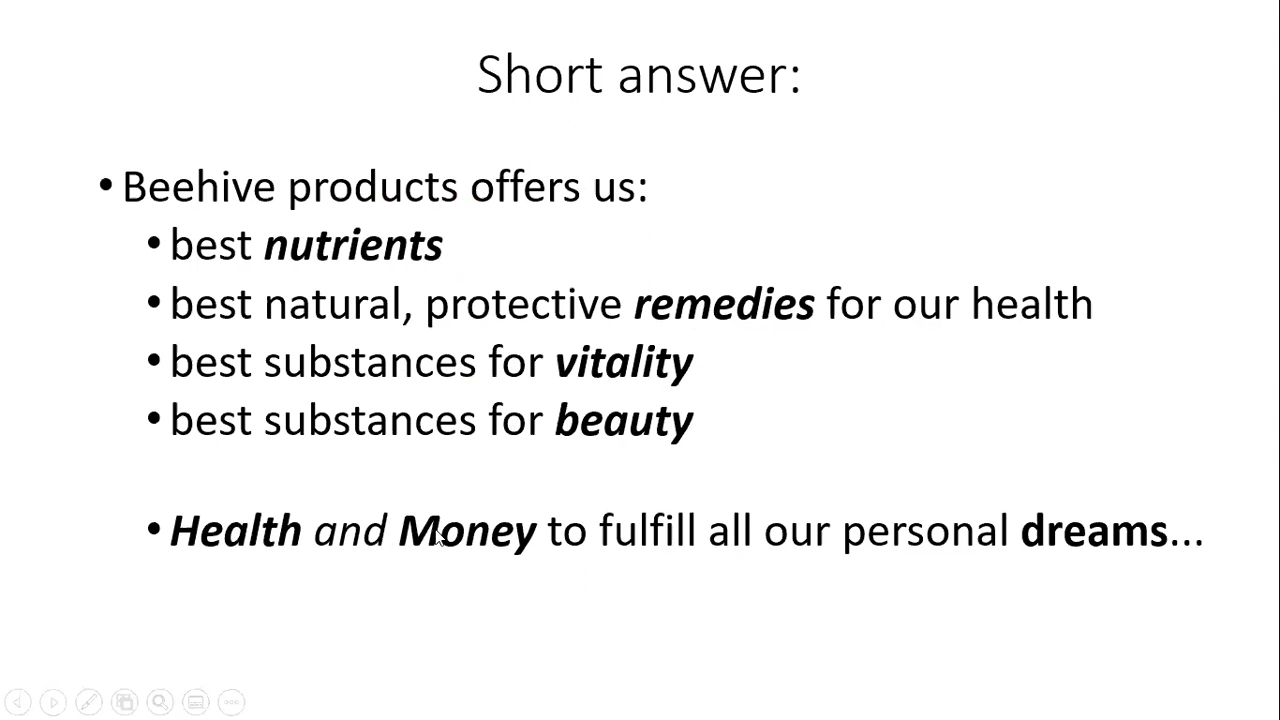 Short answer:
• Beehive products offers us:
• best nutrients
• best natural, protective remedies for our health
• best substances for vitality
• best substances for beauty
• Health and Money to fulfill all our personal dreams...